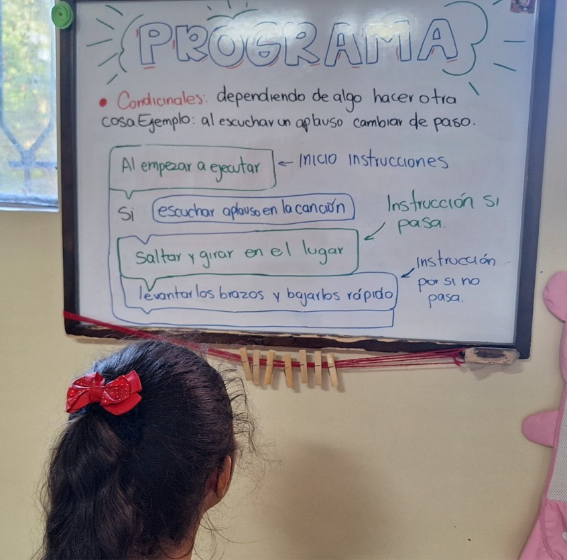 PROGRAMA
• Condicinales: dependiendo de algo hacer otra
cosa Ejemplo: al escuchar un aplauso cambiar de paso.
Al empezar a ejecutar ← Inicio Instrucciones
Si escuchar aplauso en la canción
Instrucción si
pasa
Saltar y girar en el lugar
levantar los brazos y bajarlos rápido
Instrucción
por si no
pasa.